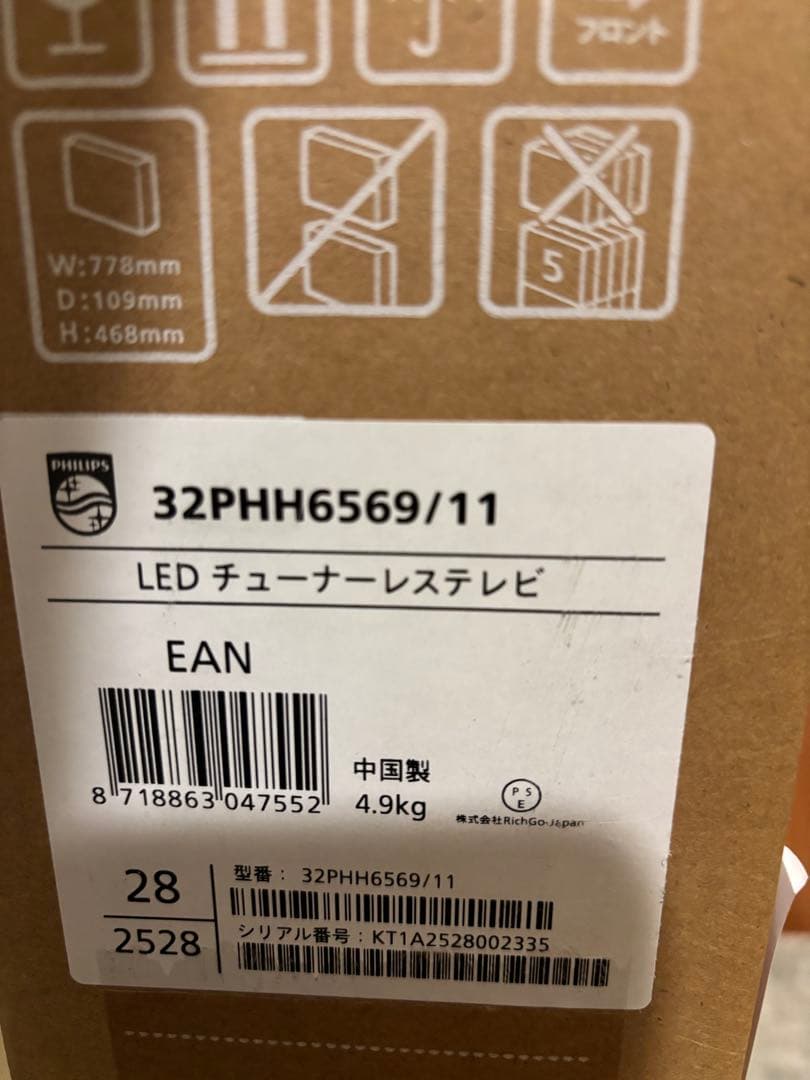 フロント
W:778mm
D:109mm
H:468mm
5
PHILIPS
32PHH6569/11
LED チューナーレステレビ
EAN
8 718863 047552
中国製
4.9kg
P S
E
株式会社RichGo-Japan
28
2528
型番： 32PHH6569/11
シリアル番号：KT1A2528002335